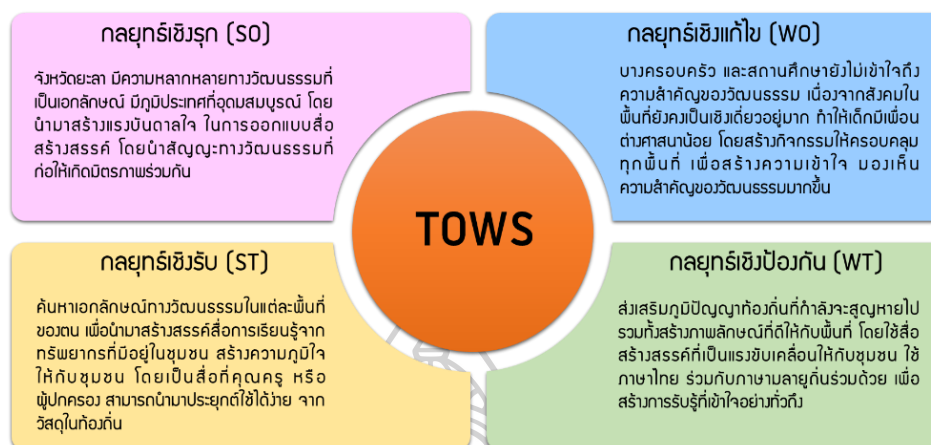 กลยุทธ์เชิงรุก (SO)
จังหวัดยะลา มีความหลากหลายทางวัฒนธรรมที่
เป็นเอกลักษณ์ มีภูมิประเทศที่อุดมสมบูรณ์ โดย
นำมาสร้างแรงบันดาลใจ ในการออกแบบสื่อ
สร้างสรรค์ โดยนำสัญญะทางวัฒนธรรมที่
ก่อให้เกิดมิตรภาพร่วมกัน
กลยุทธ์เชิงแก้ไข (WO)
บางครอบครัว และสถานศึกษายังไม่เข้าใจถึง
ความสำคัญของวัฒนธรรม เนื่องจากสังคมใน
พื้นที่ยังคงเป็นเชิงเดี่ยวอยู่มาก ทำให้เด็กมีเพื่อน
ต่างศาสนาน้อย โดยสร้างกิจกรรมให้ครอบคลุม
ทุกพื้นที่ เพื่อสร้างความเข้าใจ มองเห็น
ความสำคัญของวัฒนธรรมมากขึ้น
TOWS
กลยุทธ์เชิงรับ (ST)
ค้นหาเอกลักษณ์ทางวัฒนธรรมในแต่ละพื้นที่
ของตน เพื่อนำมาสร้างสรรค์สื่อการเรียนรู้จาก
ทรัพยากรที่มีอยู่ในชุมชน สร้างความภูมิใจ
ให้กับชุมชน โดยเป็นสื่อที่คุณครู หรือ
ผู้ปกครอง สามารถนำมาประยุกต์ใช้ได้ง่าย จาก
วัสดุในท้องถิ่น
กลยุทธ์เชิงป้องกัน (WT)
ส่งเสริมภูมิปัญญาท้องถิ่นที่กำลังจะสูญหายไป
รวมทั้งสร้างภาพลักษณ์ที่ดีให้กับพื้นที่ โดยใช้สื่อ
สร้างสรรค์ที่เป็นแรงขับเคลื่อนให้กับชุมชน ใช้
ภาษาไทย ร่วมกับภาษามลายูถิ่นร่วมด้วย เพื่อ
สร้างการรับรู้ที่เข้าใจอย่างทั่วถึง